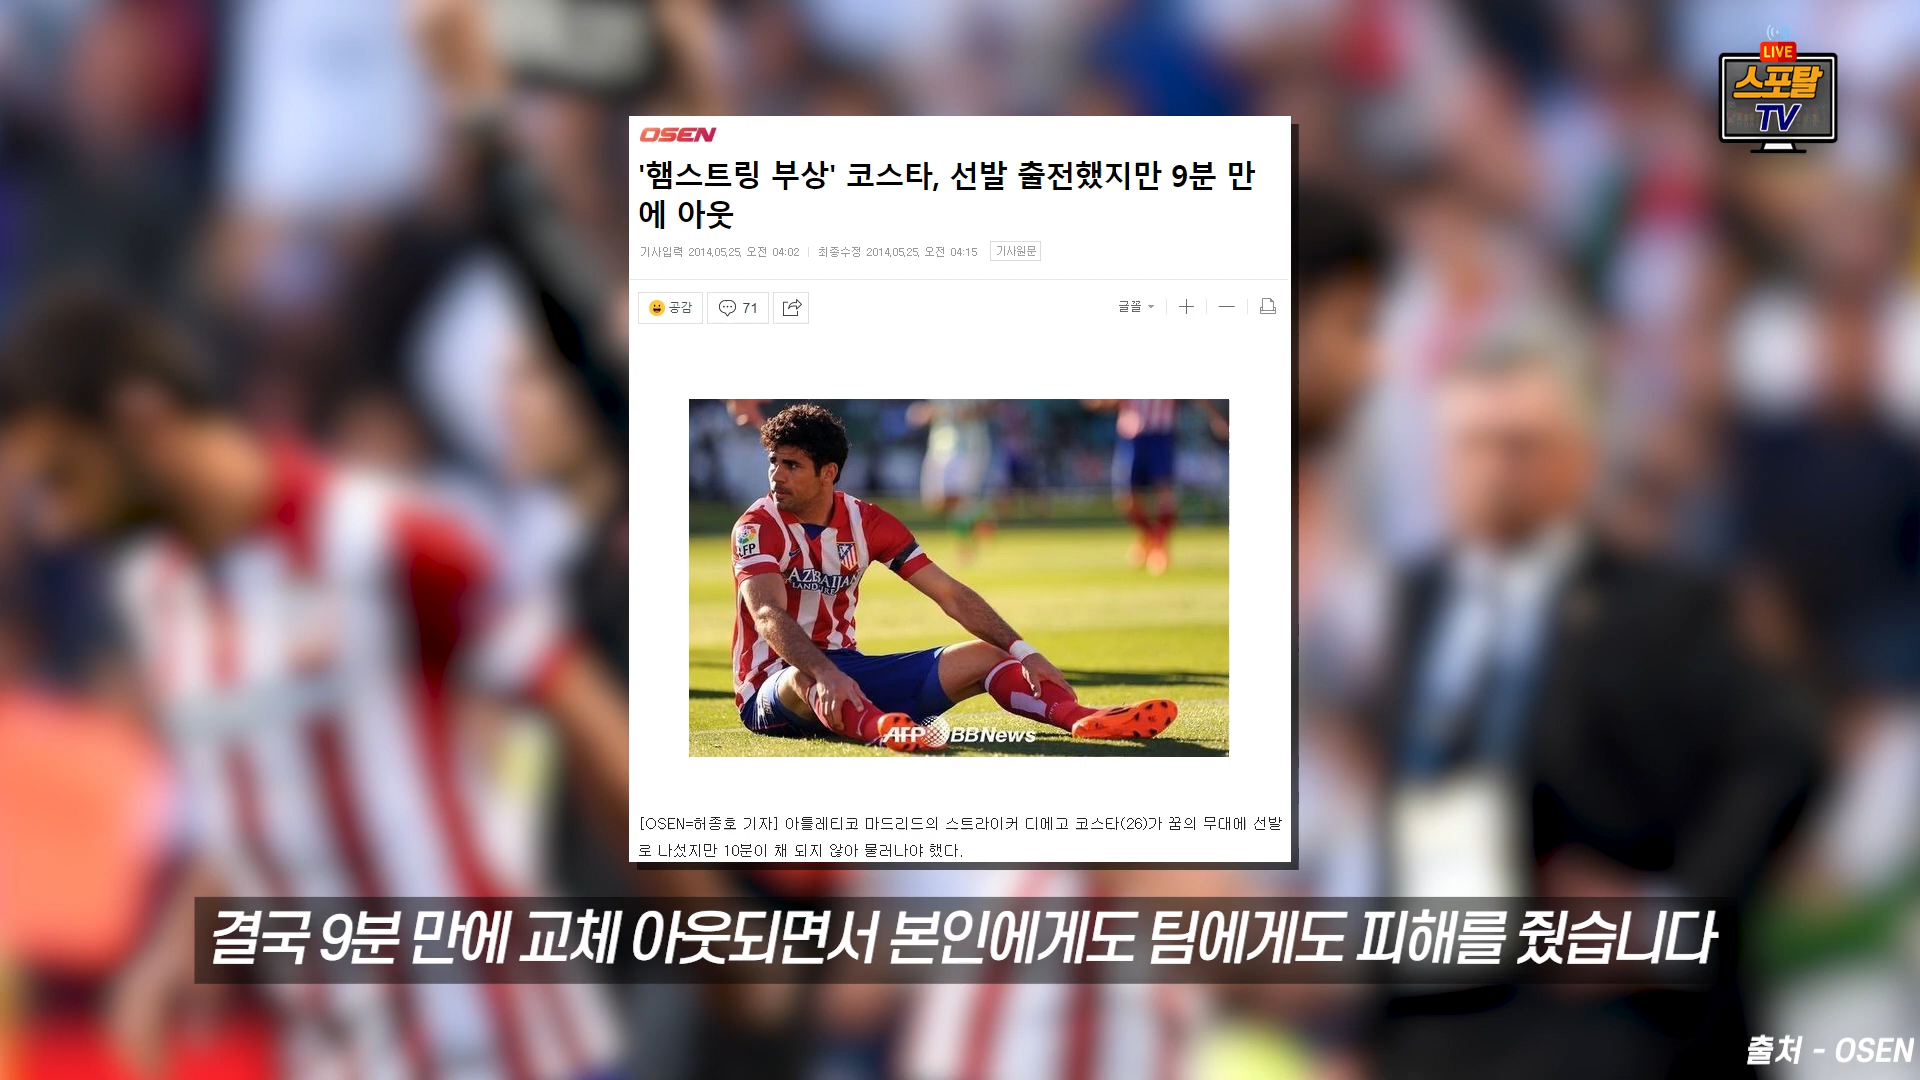 LIVE
스포탈
TV
OSEN
'햄스트링 부상' 코스타, 선발 출전했지만 9분 만
에 아웃
기사입력 2014.05.25. 오전 04:02 최종수정 2014.05.25. 오전 04:15 기사원문
공감 71 글꼴
LFP
AZERBAIJAN
LAND OF FIRE
AFP BBNews
[OSEN=허종호 기자] 아틀레티코 마드리드의 스트라이커 디에고 코스타(26)가 꿈의 무대에 선발
로 나섰지만 10분이 채 되지 않아 물러나야 했다.
결국 9분 만에 교체 아웃되면서 본인에게도 팀에게도 피해를 줬습니다
출처 - OSEN